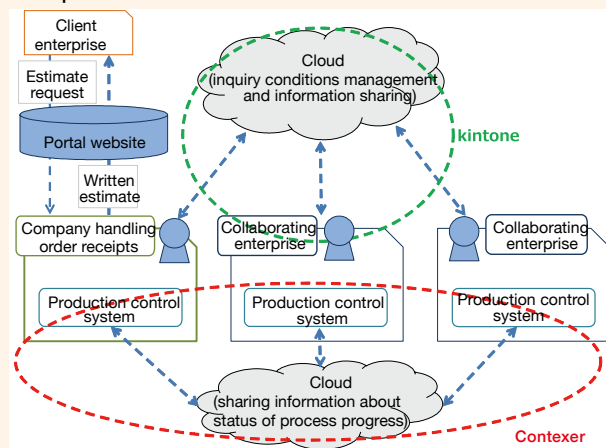 Client
enterprise
Estimate
request
Portal website
Written
estimate
Cloud
(inquiry conditions management
and information sharing)
kintone
Company handling
order receipts
Collaborating
enterprise
Collaborating
enterprise
Production control
system
Production control
system
Production control
system
Cloud
(sharing information about
status of process progress)
Contexer